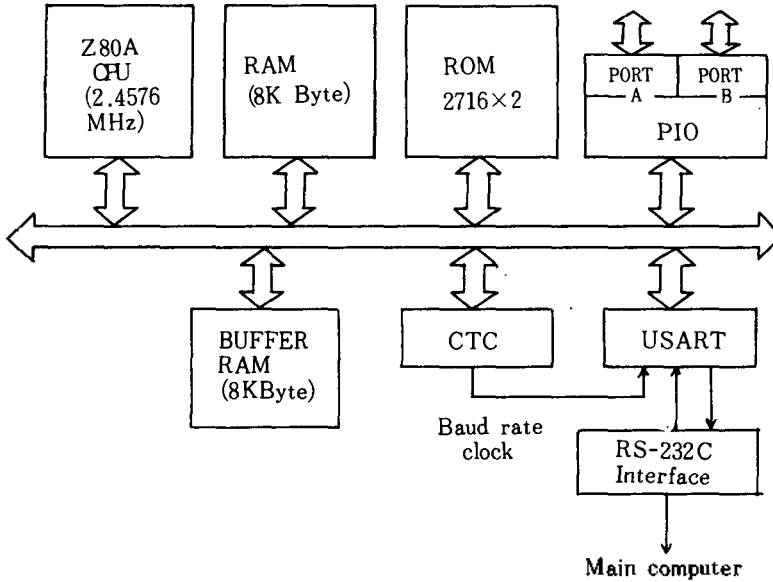 Z80A
CPU
(2.4576
MHz)
RAM
(8K Byte)
ROM
2716×2
PORT
A
PORT
B
PIO
BUFFER
RAM
(8KByte)
CTC
USART
Baud rate
clock
RS-232C
Interface
Main computer